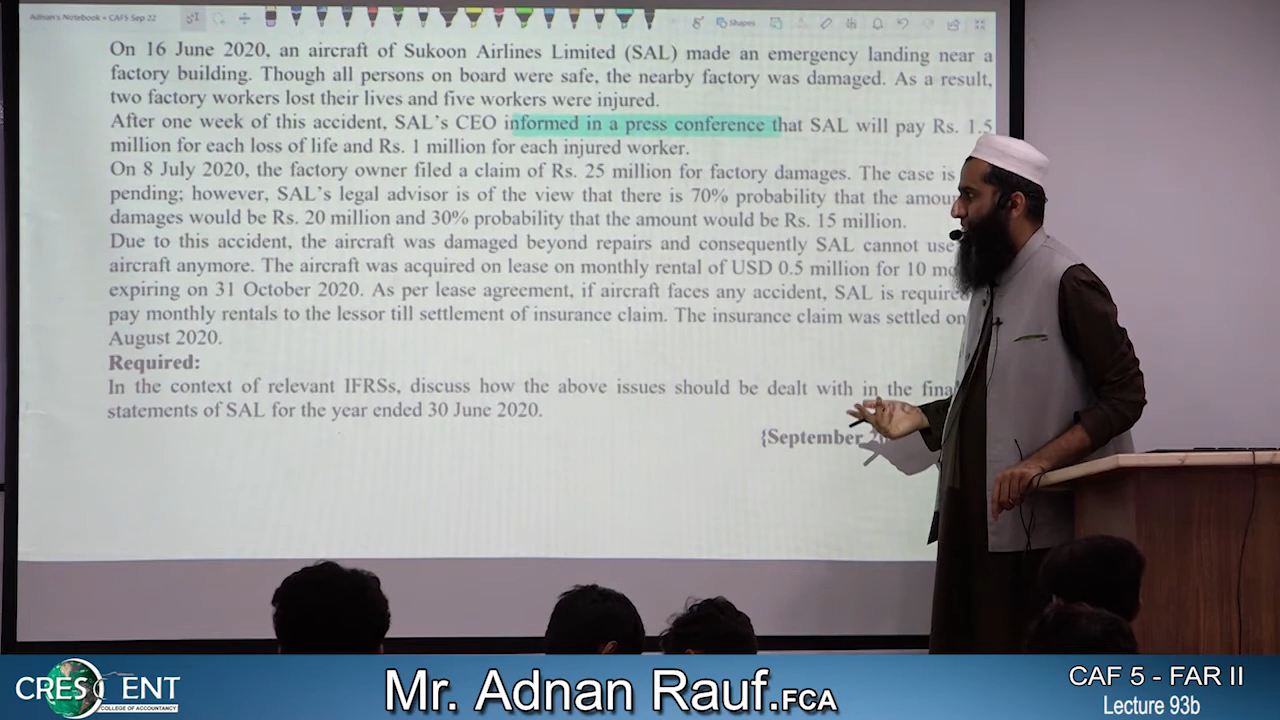 Adnan's Notebook • CAF5 Sep 22
Shapes
On 16 June 2020, an aircraft of Sukoon Airlines Limited (SAL) made an emergency landing near a
factory building. Though all persons on board were safe, the nearby factory was damaged. As a result,
two factory workers lost their lives and five workers were injured.
After one week of this accident, SAL's CEO informed in a press conference that SAL will pay Rs. 1.5
million for each loss of life and Rs. 1 million for each injured worker.
On 8 July 2020, the factory owner filed a claim of Rs. 25 million for factory damages. The case is
pending; however, SAL's legal advisor is of the view that there is 70% probability that the
damages would be Rs. 20 million and 30% probability that the amount would be Rs. 15 million.
Due to this accident, the aircraft was damaged beyond repairs and consequently SAL cannot use
aircraft anymore. The aircraft was acquired on lease on monthly rental of USD 0.5 million for 10
expiring on 31 October 2020. As per lease agreement, if aircraft faces any accident, SAL is
pay monthly rentals to the lessor till settlement of insurance claim. The insurance claim was settled on
August 2020.
Required:
In the context of relevant IFRSs, discuss how the above issues should be dealt with in the
statements of SAL for the year ended 30 June 2020.
{September
CRESCENT
COLLEGE OF ACCOUNTANCY
Mr. Adnan Rauf.FCA
CAF 5 - FAR II
Lecture 93b